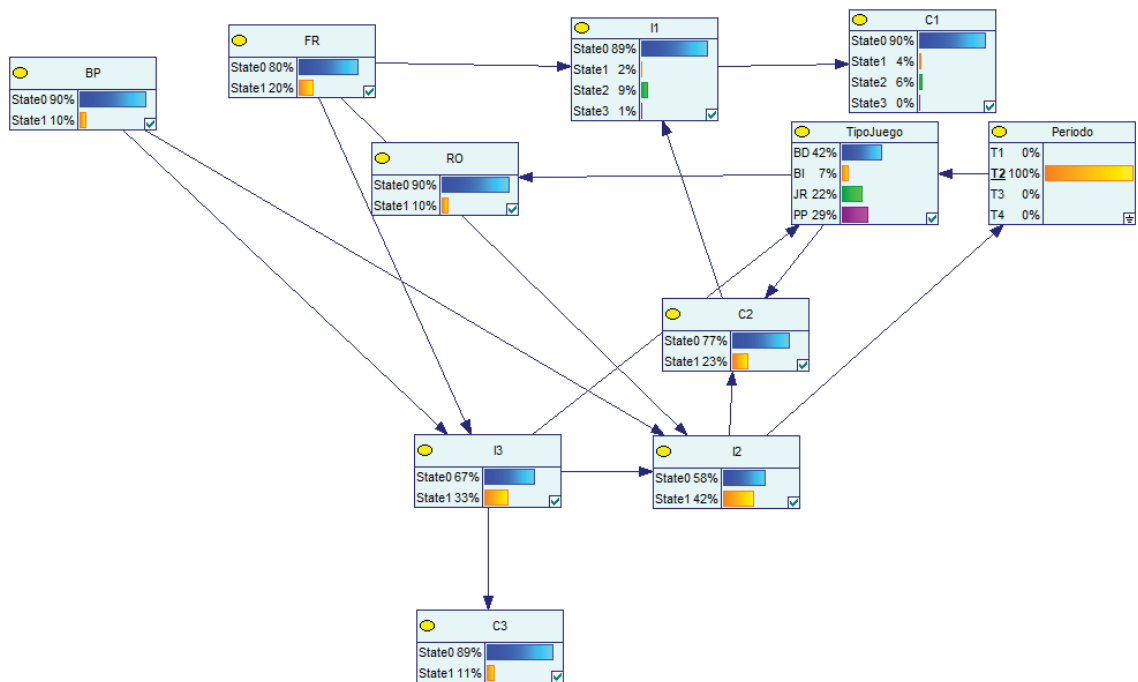 BP
State0 90%
State1 10%
FR
State0 80%
State1 20%
I1
State0 89%
State1 2%
State2 9%
State3 1%
C1
State0 90%
State1 4%
State2 6%
State3 0%
RO
State0 90%
State1 10%
TipoJuego
BD 42%
BI 7%
JR 22%
PP 29%
Periodo
T1 0%
T2 100%
T3 0%
T4 0%
C2
State0 77%
State1 23%
I3
State0 67%
State1 33%
I2
State0 58%
State1 42%
C3
State0 89%
State1 11%